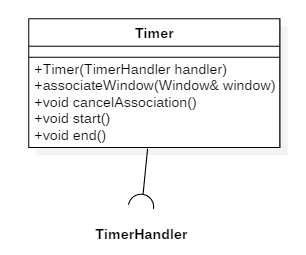 Timer
+Timer(TimerHandler handler)
+associateWindow(Window& window)
+void cancelAssociation()
+void start()
+void end()
TimerHandler